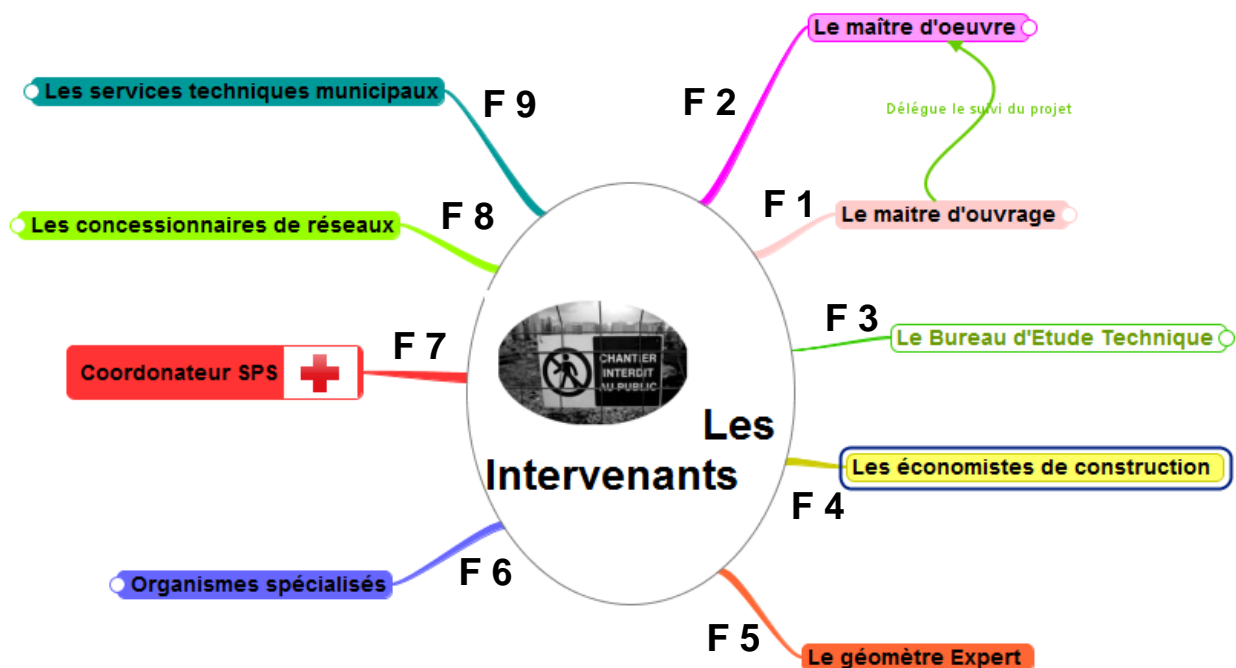 Le maître d'oeuvre
F 2
Délégue le suivi du projet
F 1
Le maitre d'ouvrage
F 3
Le Bureau d'Etude Technique
F 4
Les économistes de construction
F 5
Le géomètre Expert
F 6
Organismes spécialisés
F 7
Coordonateur SPS
F 8
Les concessionnaires de réseaux
F 9
Les services techniques municipaux
CHANTIER
INTERDIT
AU PUBLIC
Les
Intervenants